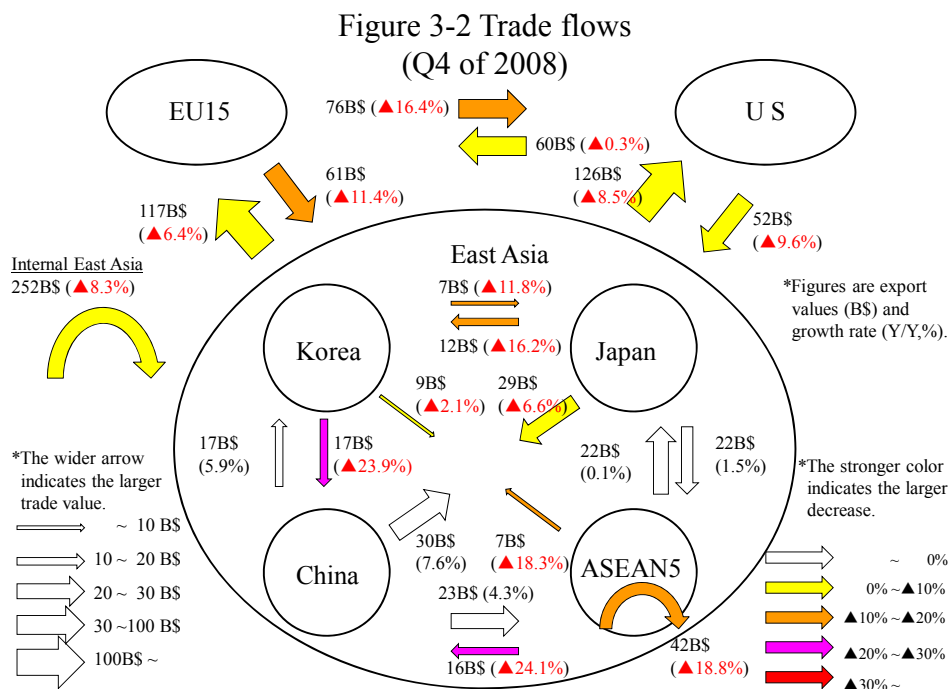 Figure 3-2 Trade flows
(Q4 of 2008)
EU15
U S
76B$ (▲16.4%)
60B$ (▲0.3%)
61B$
(▲11.4%)
126B$
(▲8.5%)
117B$
(▲6.4%)
52B$
(▲9.6%)
Internal East Asia
252B$ (▲8.3%)
East Asia
*Figures are export
values (B$) and
growth rate (Y/Y,%).
7B$ (▲11.8%)
12B$ (▲16.2%)
Korea
Japan
9B$
(▲2.1%)
29B$
(▲6.6%)
17B$
(5.9%)
17B$
(▲23.9%)
22B$
(0.1%)
22B$
(1.5%)
*The wider arrow
indicates the larger
trade value.
~ 10 B$
10 ~ 20 B$
20 ~ 30 B$
30 ~100 B$
100B$ ~
*The stronger color
indicates the larger
decrease.
~ 0%
0% ~▲10%
▲10% ~▲20%
▲20% ~▲30%
▲30% ~
China
ASEAN5
30B$
(7.6%)
7B$
(▲18.3%)
23B$ (4.3%)
16B$ (▲24.1%)
42B$
(▲18.8%)